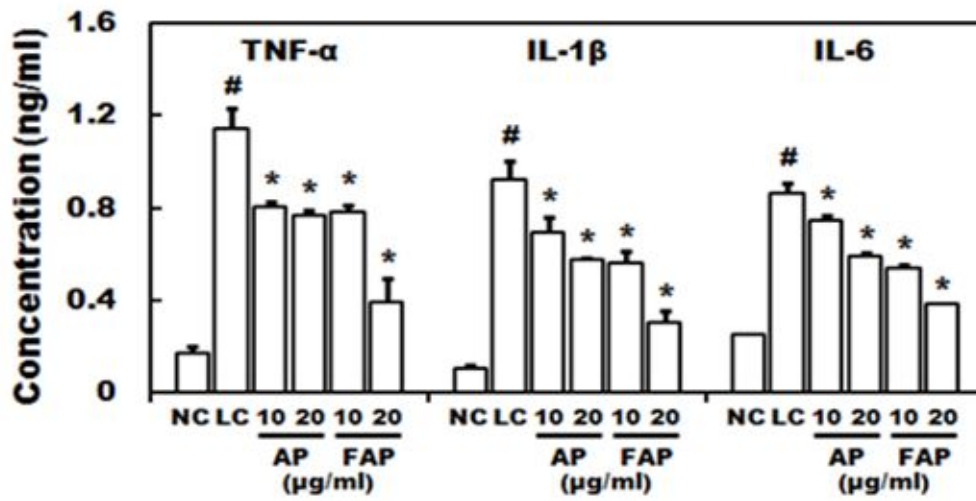 1.6
TNF-α IL-1β IL-6
# # #
1.2
* * * * * * * * * * * *
0.8
0.4
0
Concentration (ng/ml)
NC LC 10 20 10 20 NC LC 10 20 10 20 NC LC 10 20 10 20
AP FAP AP FAP AP FAP
(μg/ml) (μg/ml) (μg/ml)